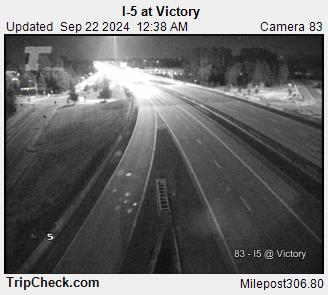 I-5 at Victory
Updated Sep 22 2024 12:38 AM Camera 83
T
S
83 - I5 @ Victory
TripCheck.com Milepost306.80